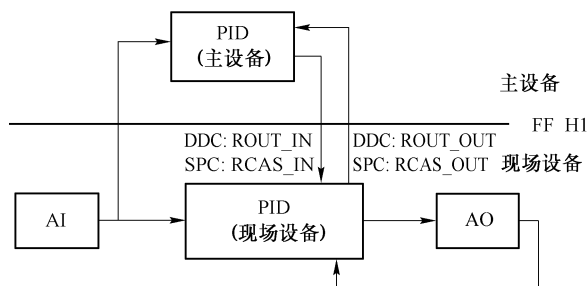 PID
(主设备)
主设备
FF H1
DDC: ROUT_IN
DDC: ROUT_OUT
SPC: RCAS_IN
SPC: RCAS_OUT
现场设备
AI
PID
(现场设备)
AO